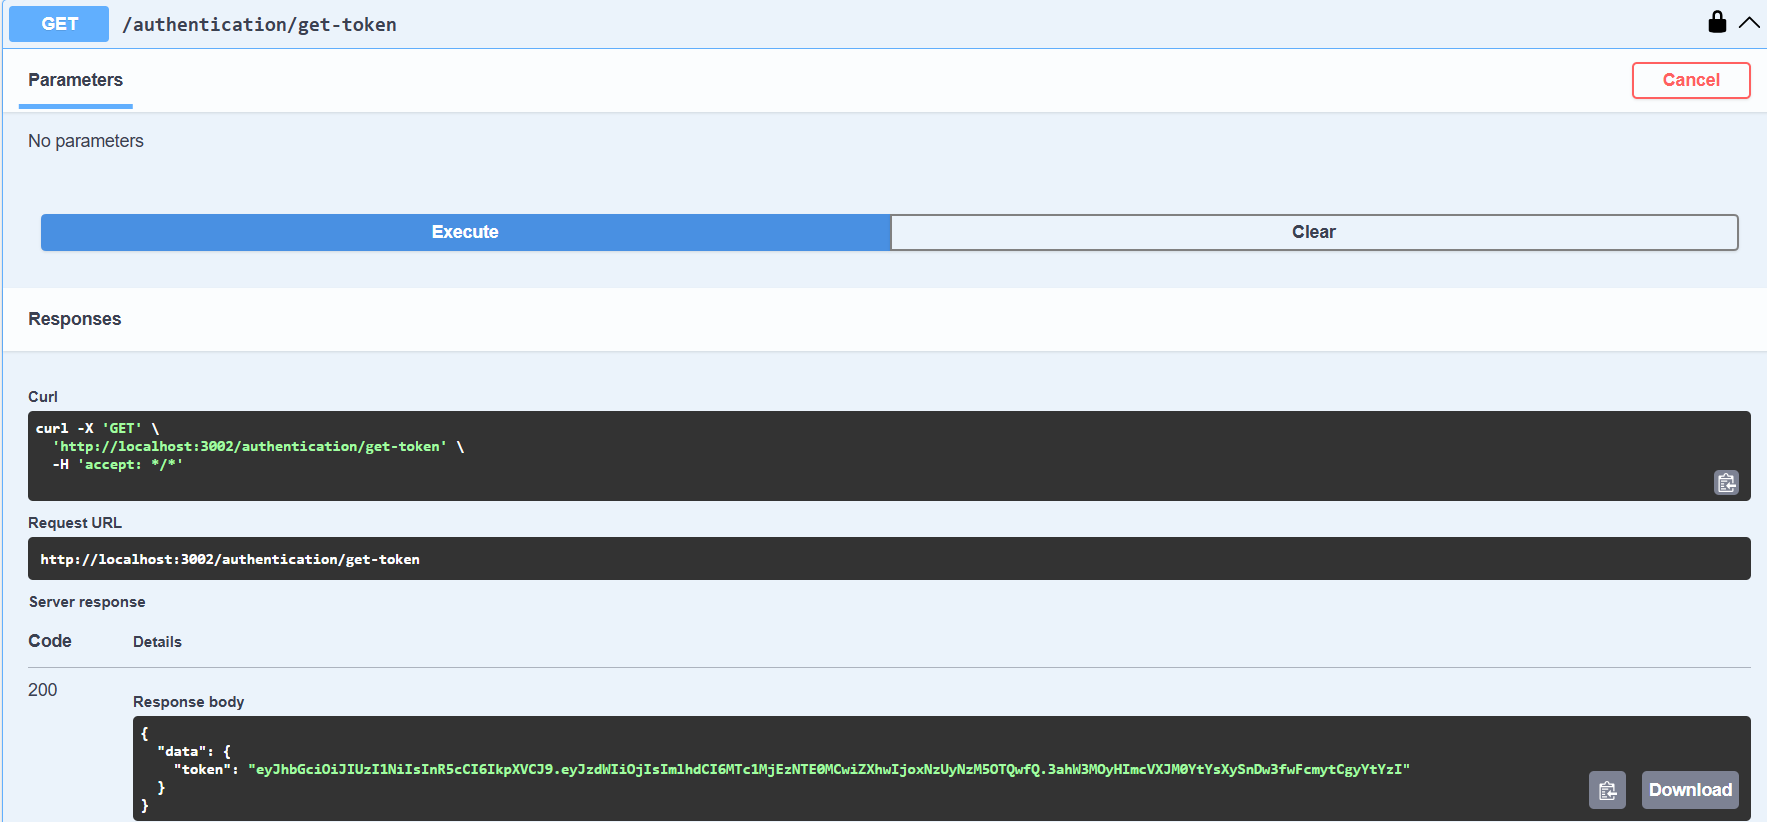 GET /authentication/get-token
Parameters
Cancel
No parameters
Execute
Clear
Responses
Curl
curl -X 'GET' \
'http://localhost:3002/authentication/get-token' \
-H 'accept: */*'
Request URL
http://localhost:3002/authentication/get-token
Server response
Code Details
200
Response body
{
"data": {
"token": "eyJhbGciOiJIUzI1NiIsInR5cCI6IkpXVCJ9.eyJzdWIiOjIsImlhdCI6MTc1MjEzNTE0MCwiZXhwIjoxNzUyNzM5OTQwfQ.3ahW3MOyHImcVXJM0YtYsXySnDw3fwFcmytCgyYtYzI"
}
}
Download